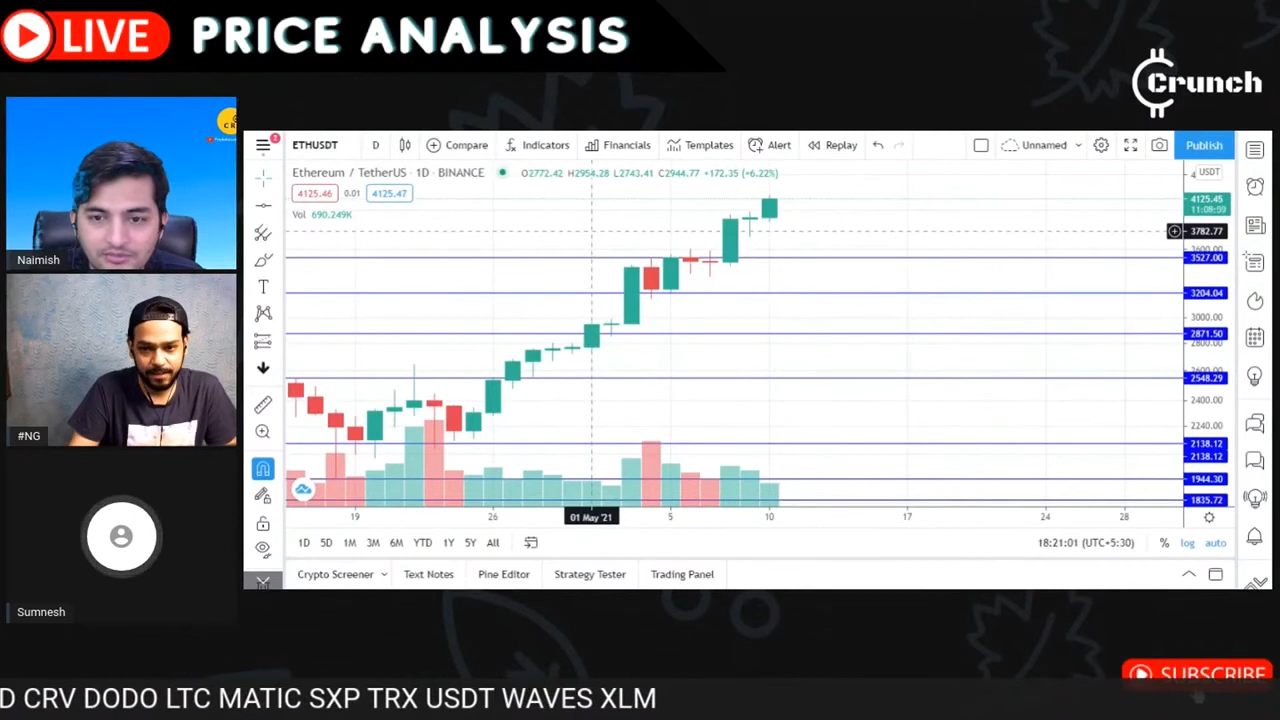 LIVE PRICE ANALYSIS
Crunch
Naimish
#NG
Sumnesh
2
ETHUSDT D Compare Indicators Financials Templates Alert Replay Unnamed Publish
Ethereum / TetherUS · 1D · BINANCE O2772.42 H2954.28 L2743.41 C2944.77 +172.35 (+6.22%)
USDT
4125.46 0.01 4125.47
Vol 690.249K
4125.45
11:08:59
3782.77
3600.00
3527.00
3204.04
3000.00
2871.50
2800.00
2548.29
2400.00
2240.00
2138.12
2138.12
1944.30
1835.72
19 26 01 May '21 5 10 17 24 28
1D 5D 1M 3M 6M YTD 1Y 5Y All 18:21:01 (UTC+5:30) % log auto
Crypto Screener Text Notes Pine Editor Strategy Tester Trading Panel
SUBSCRIBE
D CRV DODO LTC MATIC SXP TRX USDT WAVES XLM